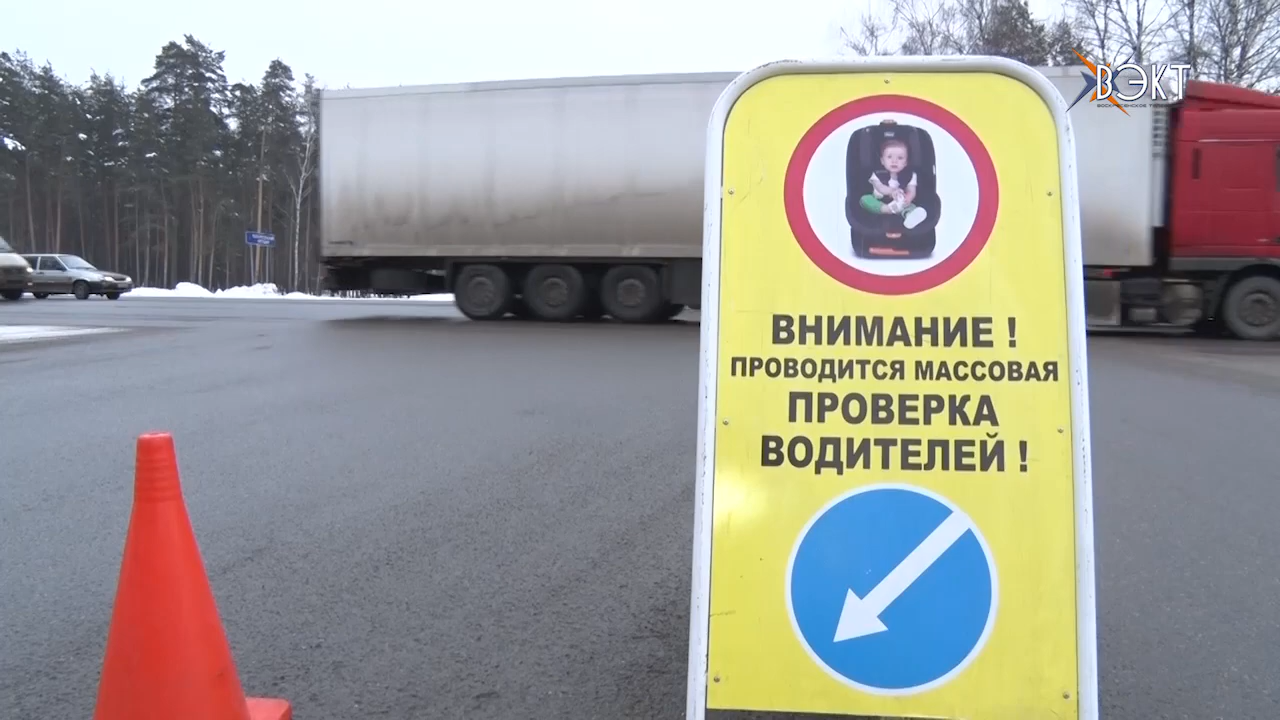 ВЭКТ
ВНИМАНИЕ !
ПРОВОДИТСЯ МАССОВАЯ
ПРОВЕРКА
ВОДИТЕЛЕЙ !